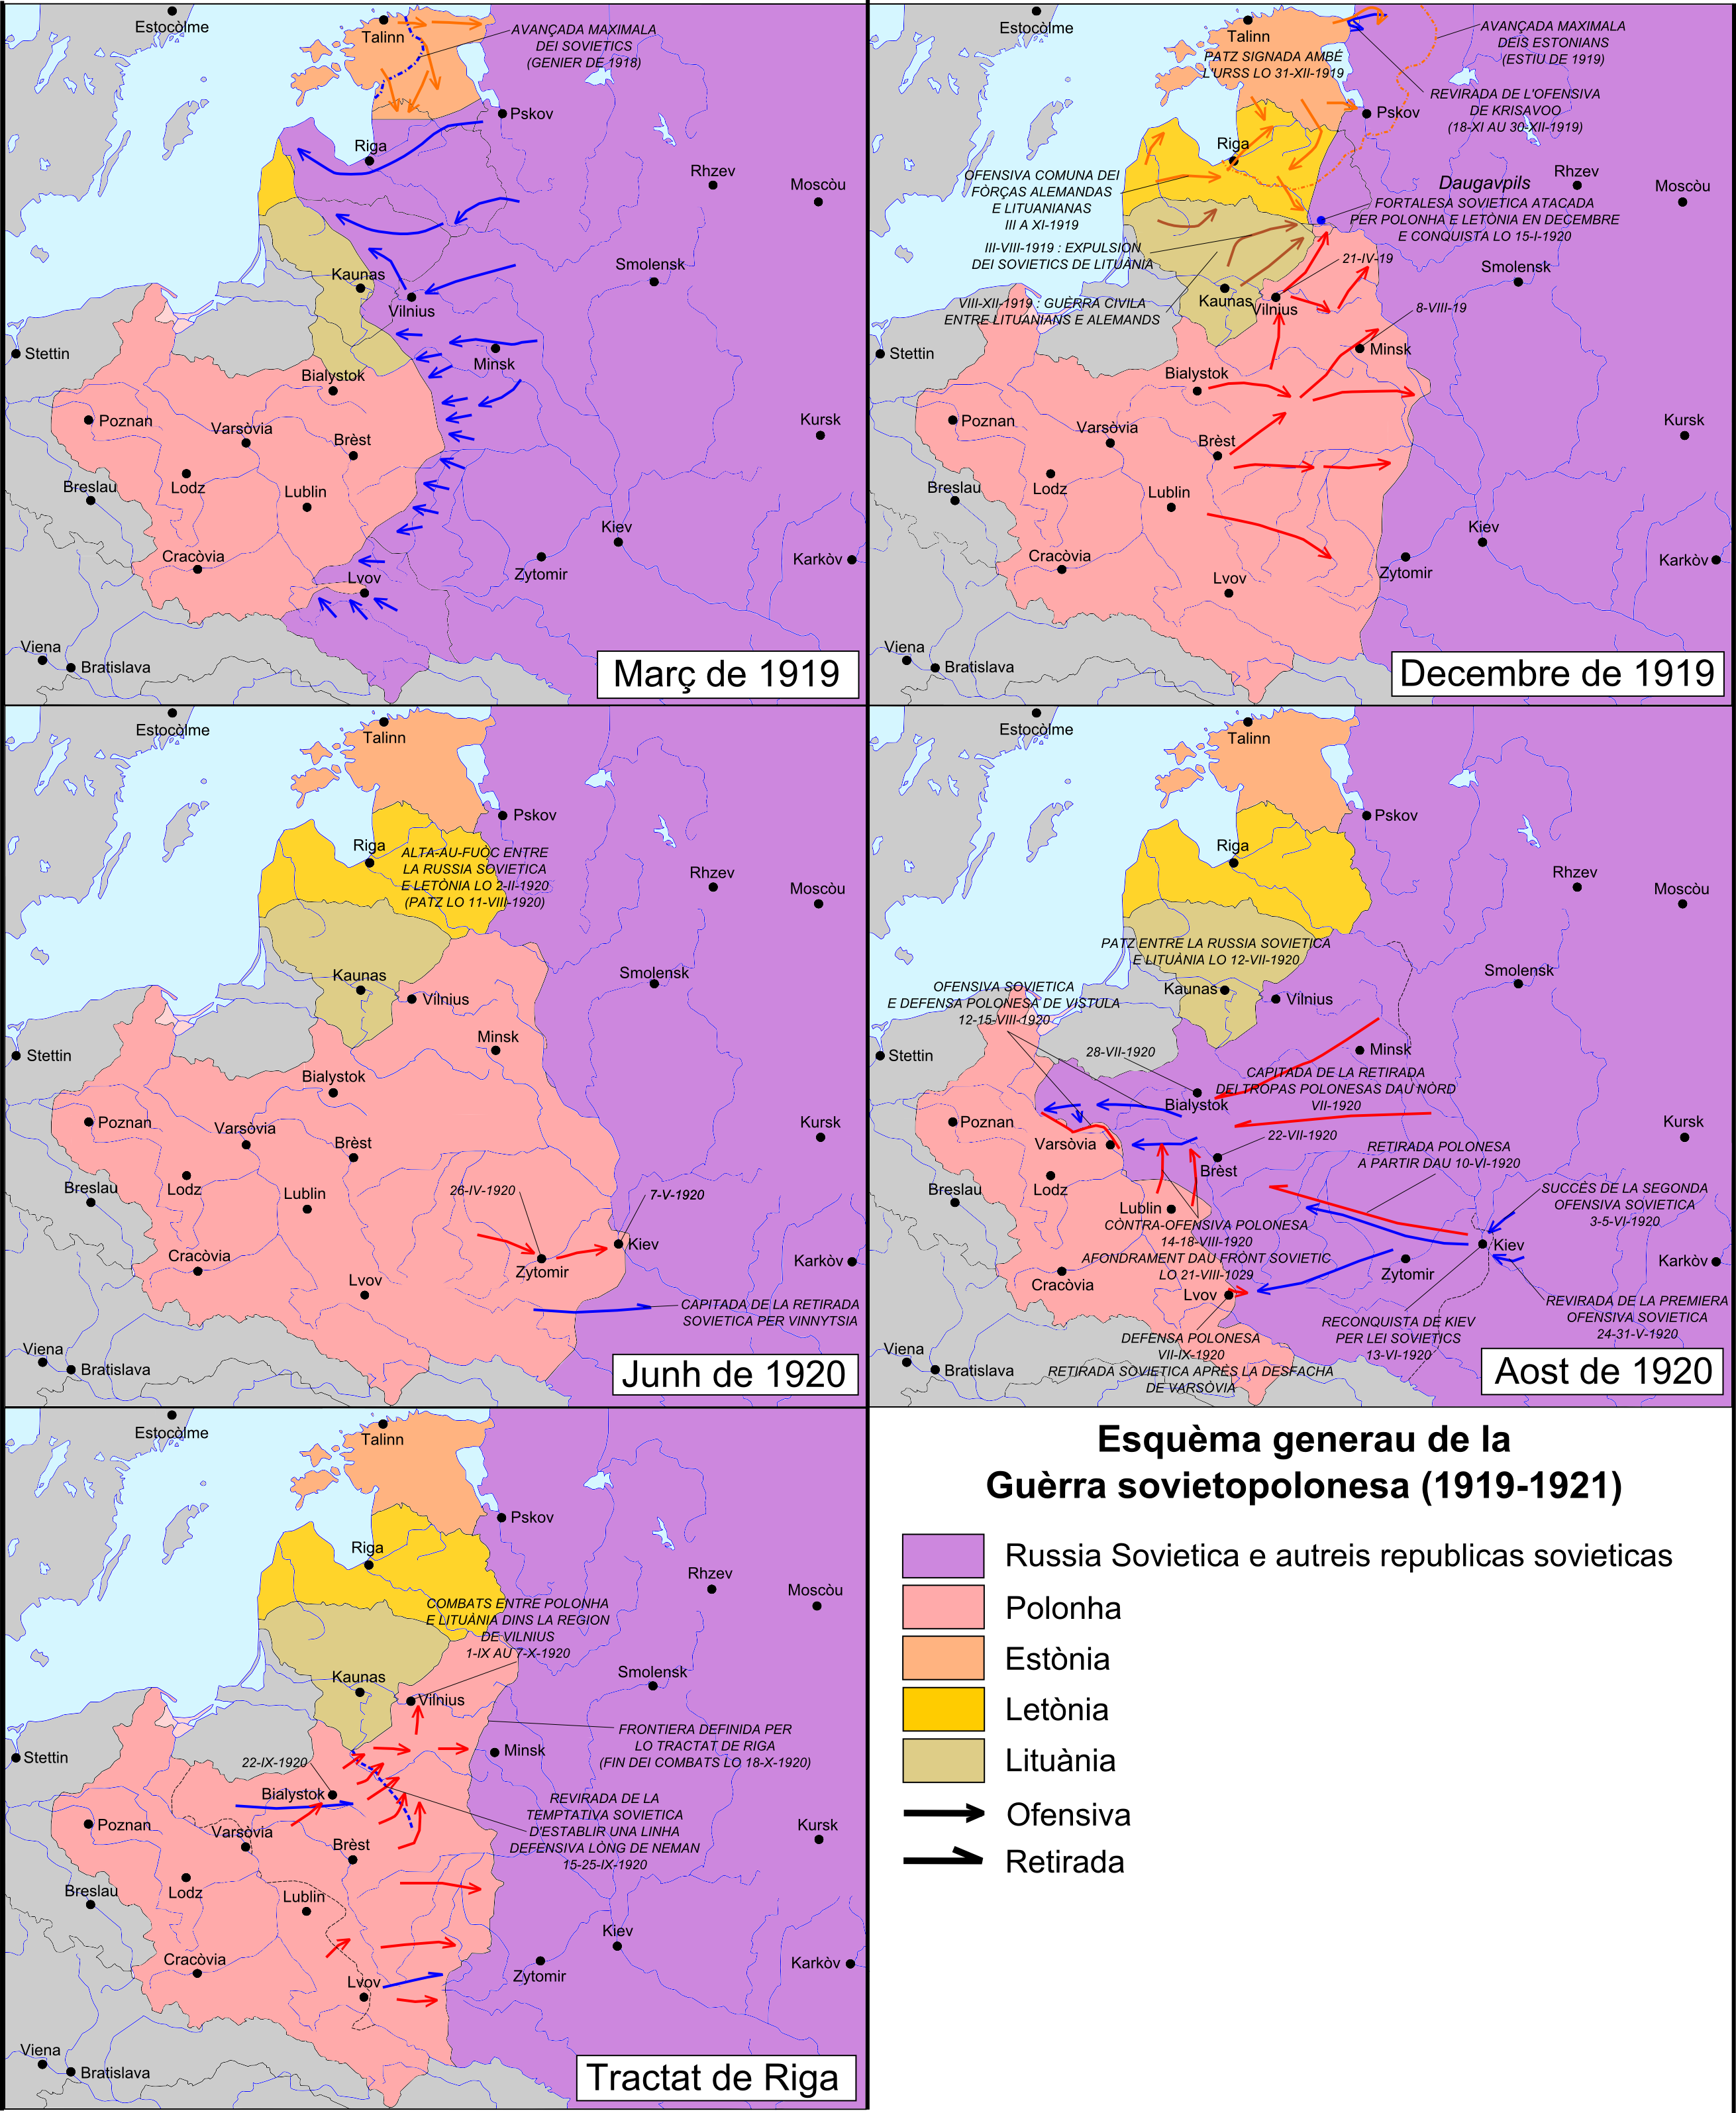 Estocòlme
Talinn
AVANÇADA MAXIMALA
DEI SOVIETICS
(GENIER DE 1918)
Pskov
Riga
Rhzev
Moscòu
Kaunas
Smolensk
Vilnius
Stettin
Minsk
Bialystok
Poznan
Varsòvia
Brèst
Kursk
Breslau
Lodz
Lublin
Kiev
Cracòvia
Lvov
Zytomir
Karkòv
Viena
Bratislava
Març de 1919
Estocòlme
Talinn
AVANÇADA MAXIMALA
DEIS ESTONIANS
(ESTIU DE 1919)
PATZ SIGNADA AMBÉ
L'URSS LO 31-XII-1919
REVIRADA DE L'OFENSIVA
DE KRISAVOO
(18-XI AU 30-XII-1919)
Pskov
Riga
OFENSIVA COMUNA DEI
FÒRÇAS ALEMANDAS
E LITUANIANAS
III A XI-1919
Rhzev
Moscòu
Daugavpils
FORTALESA SOVIETICA ATACADA
PER POLONHA E LETÒNIA EN DECEMBRE
E CONQUISTA LO 15-I-1920
III-VIII-1919 : EXPULSION
DEI SOVIETICS DE LITUÀNIA
21-IV-19
Smolensk
VIII-XII-1919 : GUÈRRA CIVILA
ENTRE LITUANIANS E ALEMANDS
Kaunas
Vilnius
8-VIII-19
Stettin
Minsk
Bialystok
Poznan
Varsòvia
Brèst
Kursk
Breslau
Lodz
Lublin
Kiev
Cracòvia
Lvov
Zytomir
Karkòv
Viena
Bratislava
Decembre de 1919
Estocòlme
Talinn
Pskov
Riga
ALTA-AU-FUÒC ENTRE
LA RUSSIA SOVIETICA
E LETÒNIA LO 2-II-1920
(PATZ LO 11-VIII-1920)
Rhzev
Moscòu
Kaunas
Smolensk
Vilnius
Stettin
Minsk
Bialystok
Poznan
Varsòvia
Brèst
Kursk
Breslau
Lodz
Lublin
26-IV-1920
7-V-1920
Kiev
Cracòvia
Zytomir
Karkòv
Lvov
CAPITADA DE LA RETIRADA
SOVIETICA PER VINNYTSIA
Viena
Bratislava
Junh de 1920
Estocòlme
Talinn
Pskov
Riga
Rhzev
Moscòu
PATZ ENTRE LA RUSSIA SOVIETICA
E LITUÀNIA LO 12-VII-1920
Smolensk
OFENSIVA SOVIETICA
E DEFENSA POLONESA DE VISTULA
12-15-VIII-1920
Kaunas
Vilnius
Stettin
28-VII-1920
Minsk
CAPITADA DE LA RETIRADA
DEI TROPAS POLONESAS DAU NÒRD
VII-1920
Bialystok
Poznan
Varsòvia
22-VII-1920
Brèst
RETIRADA POLONESA
A PARTIR DAU 10-VI-1920
Kursk
Breslau
Lodz
Lublin
SUCCÈS DE LA SEGONDA
OFENSIVA SOVIETICA
3-5-VI-1920
CÒNTRA-OFENSIVA POLONESA
14-18-VIII-1920
AFONDRAMENT DAU FRÒNT SOVIETIC
LO 21-VIII-1029
Kiev
Cracòvia
Lvov
Zytomir
Karkòv
REVIRADA DE LA PREMIERA
OFENSIVA SOVIETICA
24-31-V-1920
RECONQUISTA DE KIEV
PER LEI SOVIETICS
13-VI-1920
DEFENSA POLONESA
VII-IX-1920
RETIRADA SOVIETICA APRÈS LA DESFACHA
DE VARSÒVIA
Viena
Bratislava
Aost de 1920
Estocòlme
Talinn
Pskov
Riga
Rhzev
Moscòu
COMBATS ENTRE POLONHA
E LITUÀNIA DINS LA REGION
DE VILNIUS
1-IX AU 7-X-1920
Kaunas
Smolensk
Vilnius
FRONTIERA DEFINIDA PER
LO TRACTAT DE RIGA
(FIN DEI COMBATS LO 18-X-1920)
Stettin
Minsk
22-IX-1920
Bialystok
REVIRADA DE LA
TEMPTATIVA SOVIETICA
D'ESTABLIR UNA LINHA
DEFENSIVA LÒNG DE NEMAN
15-25-IX-1920
Poznan
Varsòvia
Brèst
Kursk
Breslau
Lodz
Lublin
Kiev
Cracòvia
Lvov
Zytomir
Karkòv
Viena
Bratislava
Tractat de Riga
Esquèma generau de la
Guèrra sovietopolonesa (1919-1921)
Russia Sovietica e autreis republicas sovieticas
Polonha
Estònia
Letònia
Lituània
Ofensiva
Retirada